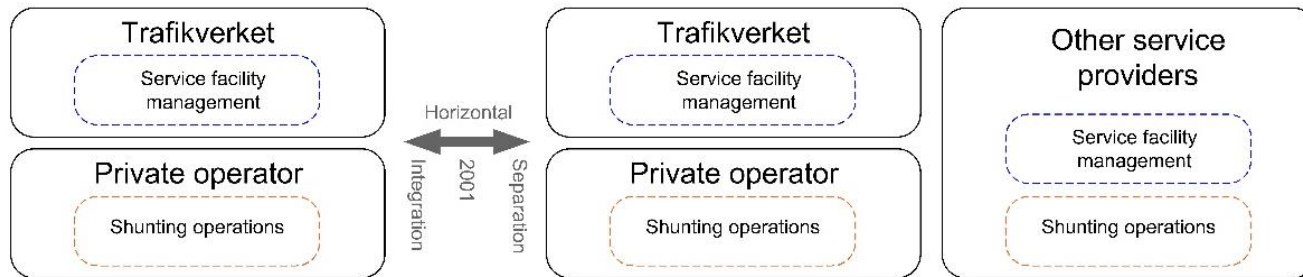 Trafikverket
Service facility
management
Private operator
Shunting operations
Horizontal
Integration
2001
Separation
Trafikverket
Service facility
management
Private operator
Shunting operations
Other service
providers
Service facility
management
Shunting operations